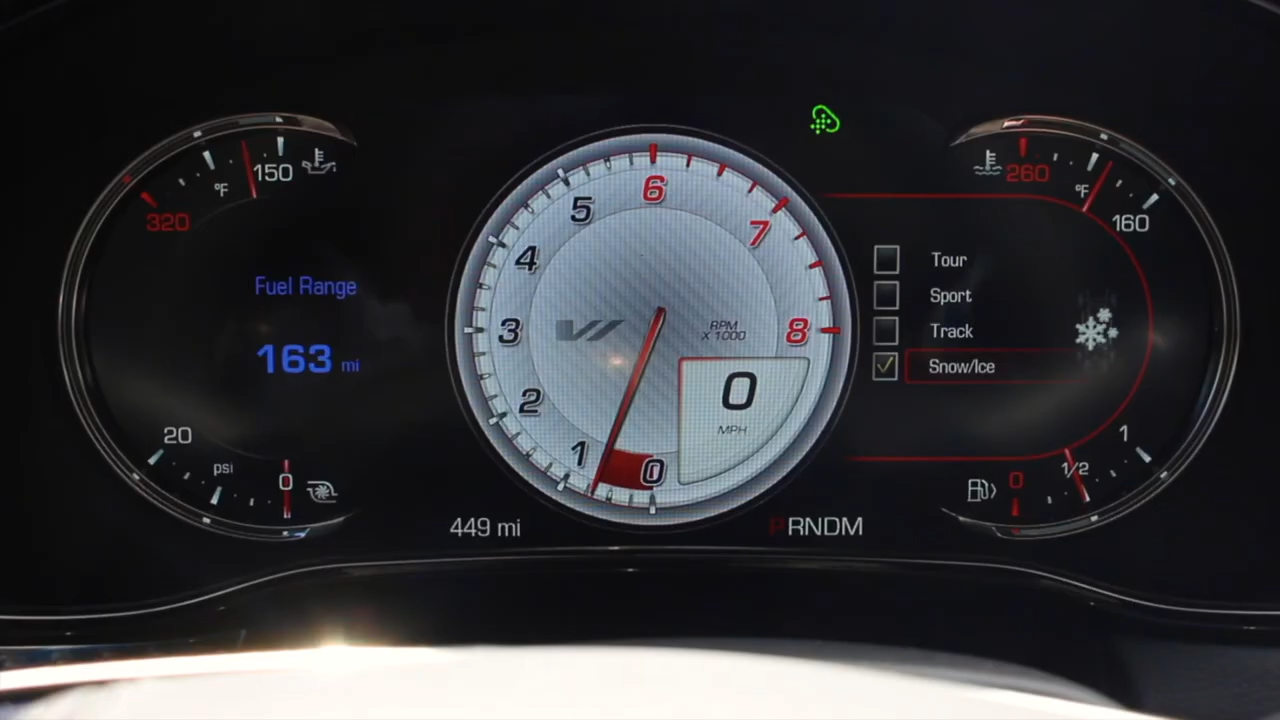 150
°F
320
Fuel Range
163 mi
20
psi
0
6
5
7
4
3
V
RPM
X 1000
8
2
0
MPH
1
0
449 mi
PRNDM
260
°F
160
Tour
Sport
Track
Snow/Ice
1
1/2
0